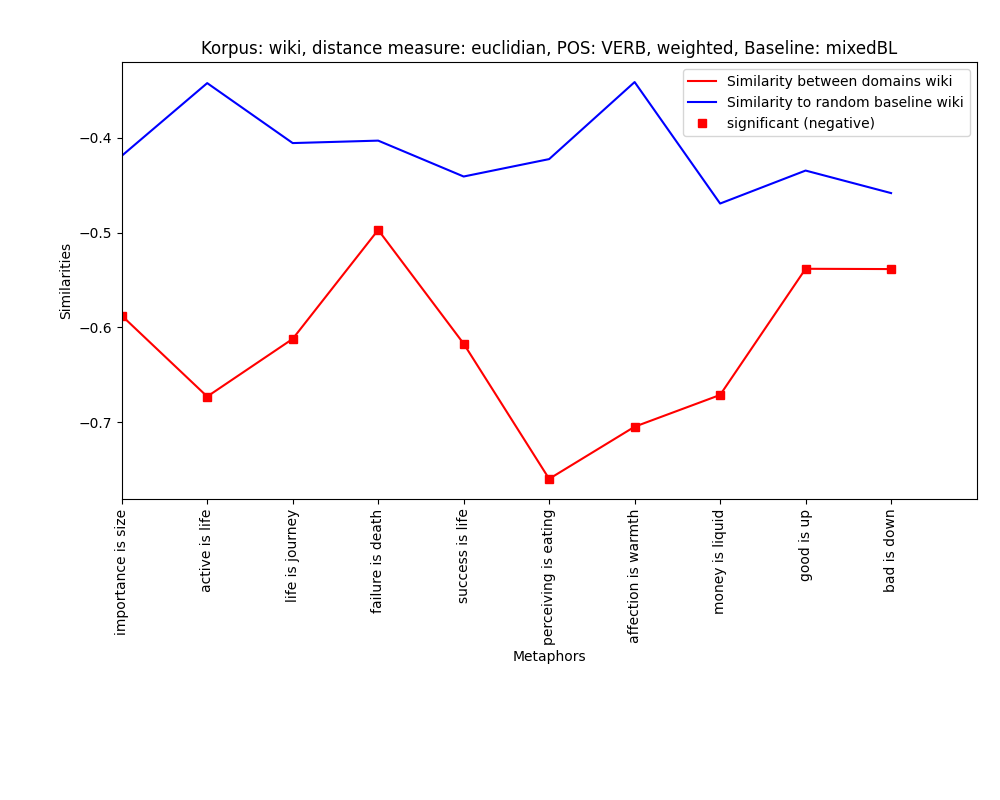 Korpus: wiki, distance measure: euclidian, POS: VERB, weighted, Baseline: mixedBL
Similarity between domains wiki
Similarity to random baseline wiki
significant (negative)
−0.4
−0.5
−0.6
−0.7
Similarities
importance is size
active is life
life is journey
failure is death
success is life
perceiving is eating
affection is warmth
money is liquid
good is up
bad is down
Metaphors